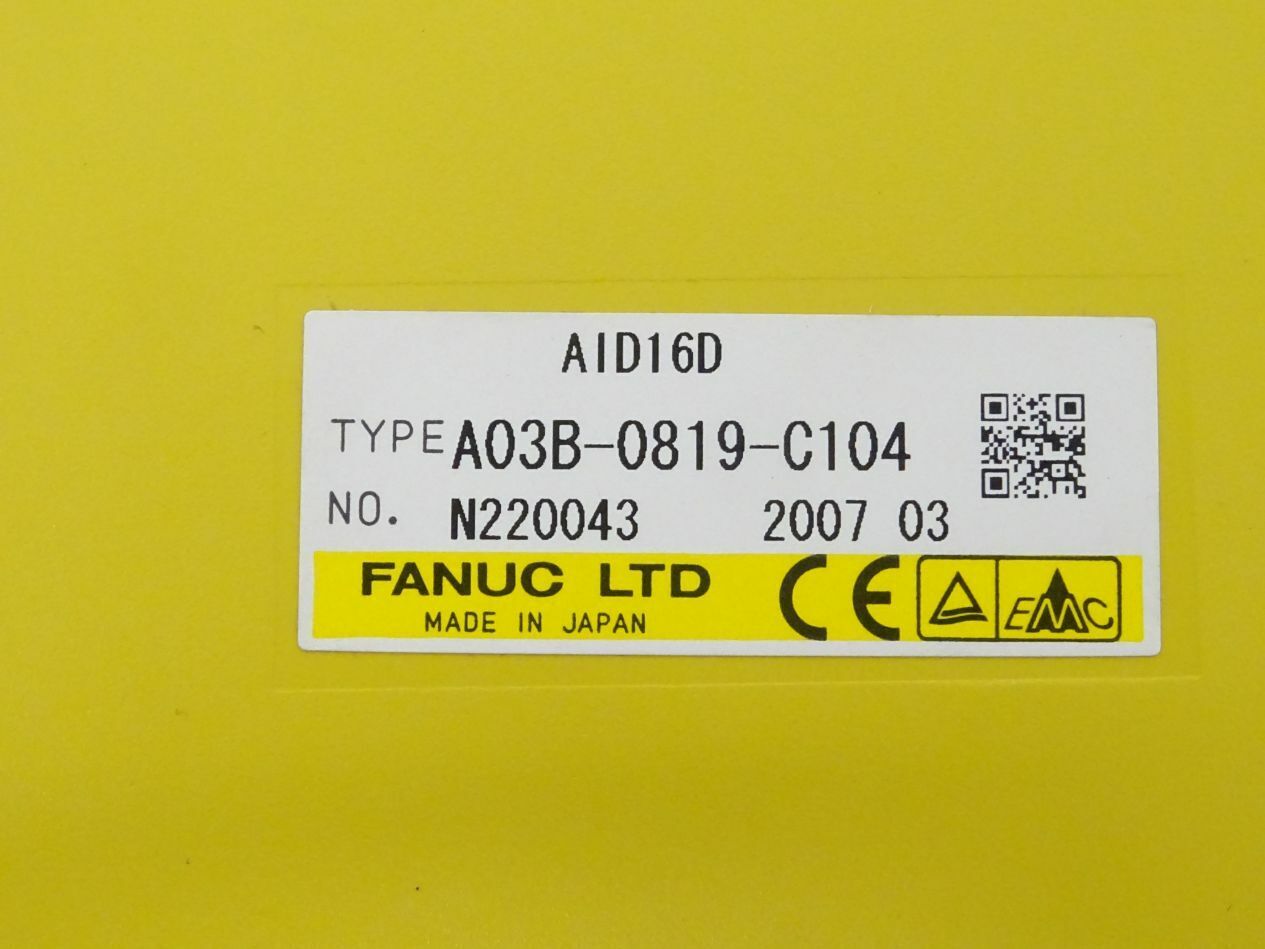 AID16D
TYPE A03B-0819-C104
NO. N220043 2007 03
FANUC LTD CE EMC
MADE IN JAPAN